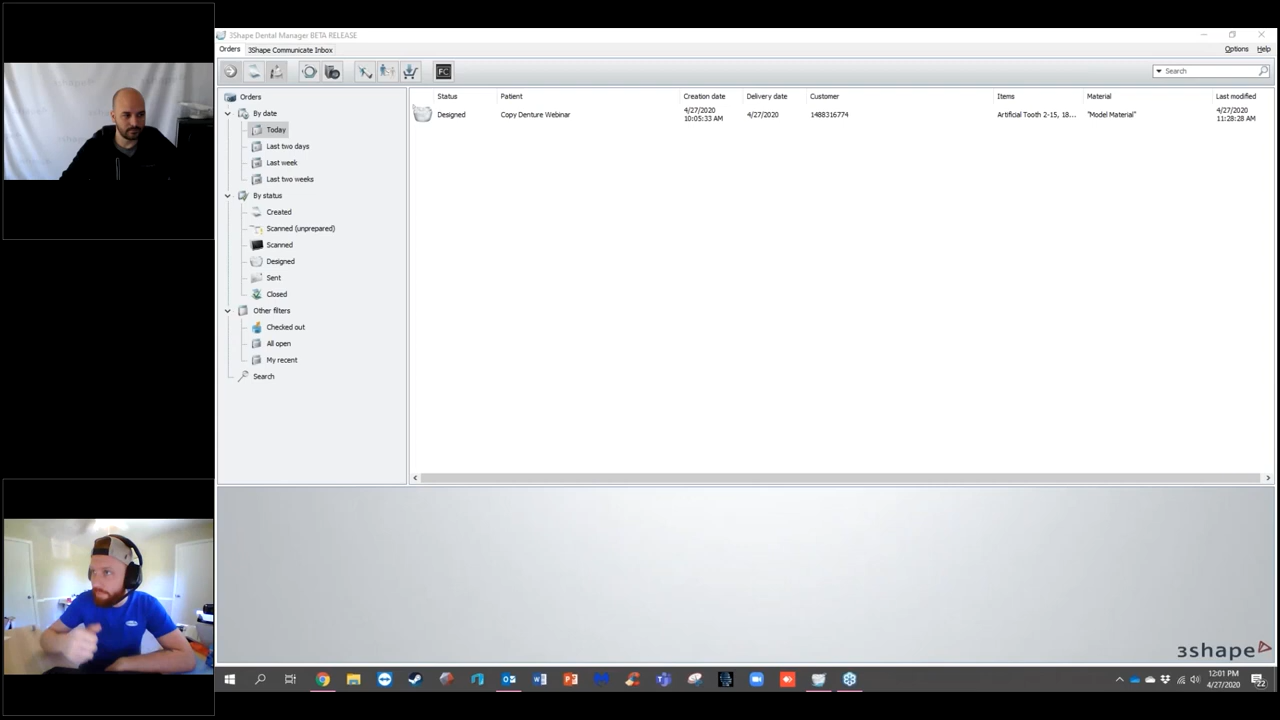 3Shape Dental Manager BETA RELEASE
Orders 3Shape Communicate Inbox Options Help
FC Search
Orders
By date
Today
Last two days
Last week
Last two weeks
By status
Created
Scanned (unprepared)
Scanned
Designed
Sent
Closed
Other filters
Checked out
All open
My recent
Search
Status Patient Creation date Delivery date Customer Items Material Last modified
Designed Copy Denture Webinar 4/27/2020 10:05:33 AM 4/27/2020 1488316774 Artificial Tooth 2-15, 18... "Model Material" 4/27/2020 11:28:28 AM
3shape
12:01 PM
4/27/2020
22